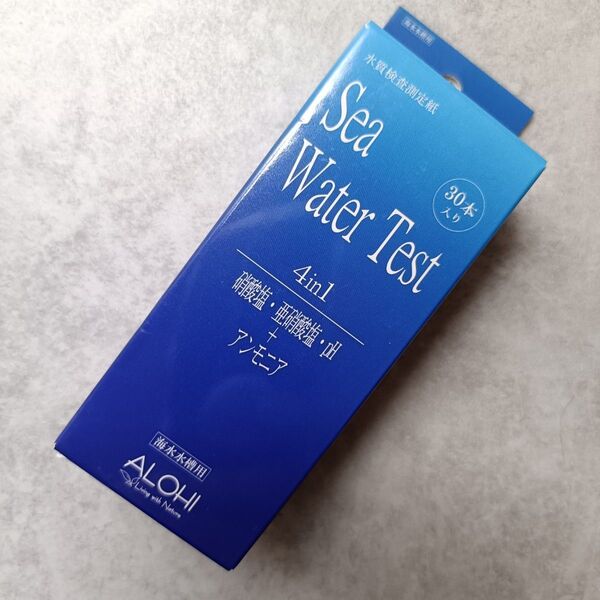 海水水槽用
水質検査測定紙
Sea
Water Test
30本
入り
4in1
硝酸塩・亜硝酸塩・pH
+
アンモニア
海水水槽用
ALOHI
Living with Nature